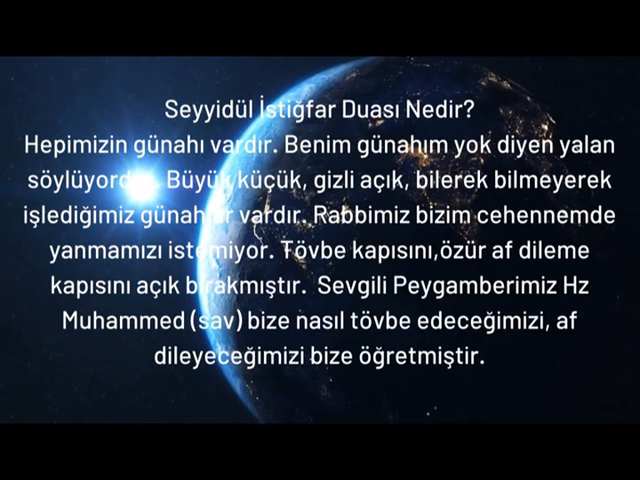 Seyyidül İstiğfar Duası Nedir?
Hepimizin günahı vardır. Benim günahım yok diyen yalan
söylüyordur. Büyük küçük, gizli açık, bilerek bilmeyerek
işlediğimiz günahlar vardır. Rabbimiz bizim cehennemde
yanmamızı istemiyor. Tövbe kapısını,özür af dileme
kapısını açık bırakmıştır. Sevgili Peygamberimiz Hz
Muhammed (sav) bize nasıl tövbe edeceğimizi, af
dileyeceğimizi bize öğretmiştir.